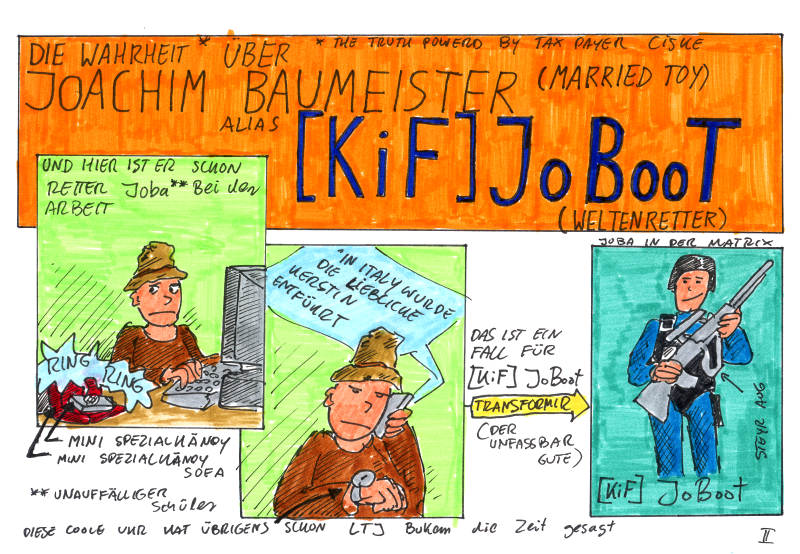 DIE WAHRHEIT * ÜBER
* THE TRUTH POWERD BY TAX PAYER CISKE
JOACHIM BAUMEISTER (MARRIED TOY)
ALIAS
[KiF] JoBooT
(WELTENRETTER)
UND HIER IST ER SCHON
RETTER Joba** Bei der
ARBEIT
RING
RING
MINI SPEZIALHÄNDY
MINI SPEZIALHÄNDY
SOFA
** UNAUFFÄLLIGER
Schüler
IN ITALY WURDE
DIE LIEBLICHE
KERSTIN
ENTFÜHRT
DAS IST EIN
FALL FÜR
[KiF] JoBoot
TRANSFORMIR
(DER
UNFASSBAR
GUTE)
JOBA IN DER MATRIX
STEYR AUG
[KiF] JoBoot
DIESE COOLE UHR HAT ÜBRIGENS SCHON LTJ Bukem die Zeit gesagt
II